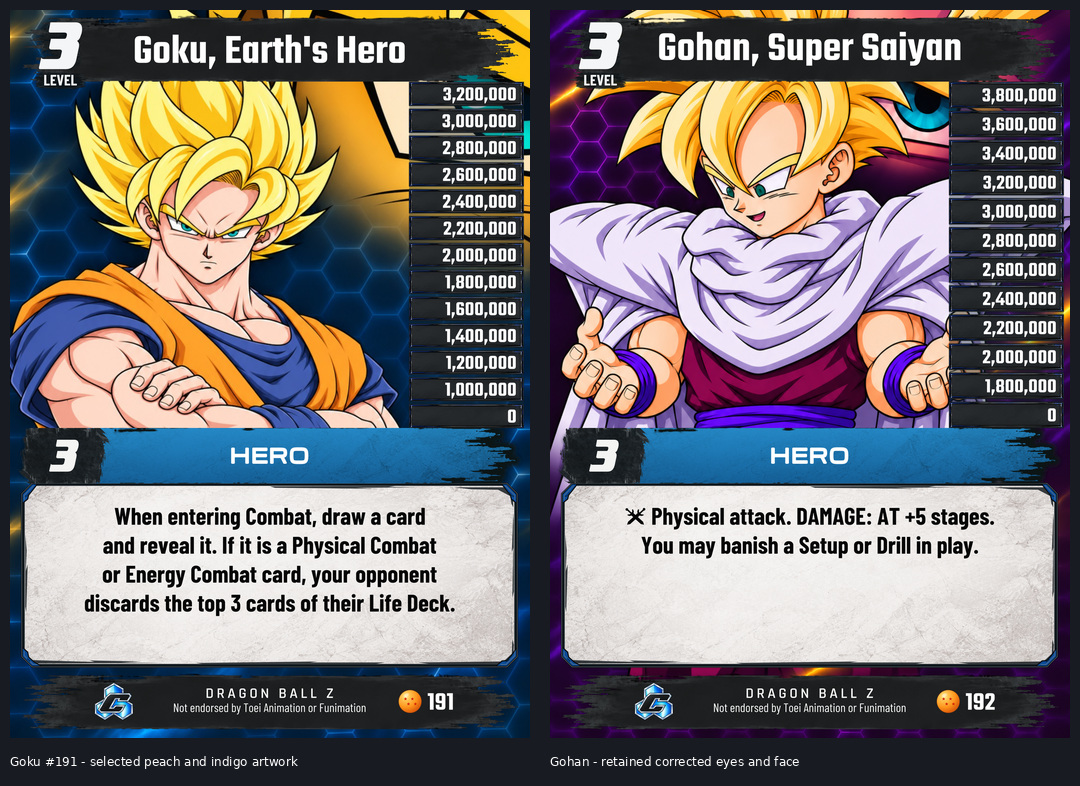 3
LEVEL
Goku, Earth's Hero
3,200,000
3,000,000
2,800,000
2,600,000
2,400,000
2,200,000
2,000,000
1,800,000
1,600,000
1,400,000
1,200,000
1,000,000
0
3
HERO
When entering Combat, draw a card
and reveal it. If it is a Physical Combat
or Energy Combat card, your opponent
discards the top 3 cards of their Life Deck.
DRAGON BALL Z
Not endorsed by Toei Animation or Funimation
191
Goku #191 - selected peach and indigo artwork
3
LEVEL
Gohan, Super Saiyan
3,800,000
3,600,000
3,400,000
3,200,000
3,000,000
2,800,000
2,600,000
2,400,000
2,200,000
2,000,000
1,800,000
0
3
HERO
Physical attack. DAMAGE: AT +5 stages.
You may banish a Setup or Drill in play.
DRAGON BALL Z
Not endorsed by Toei Animation or Funimation
192
Gohan - retained corrected eyes and face